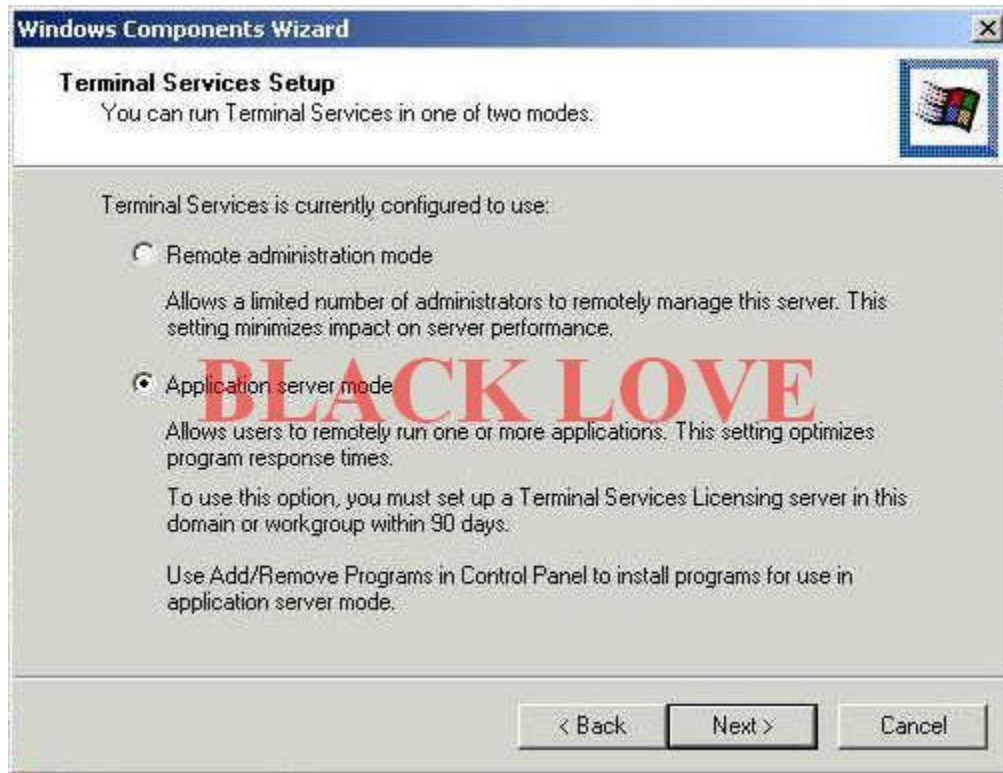 Windows Components Wizard
Terminal Services Setup
You can run Terminal Services in one of two modes.
Terminal Services is currently configured to use:
Remote administration mode
Allows a limited number of administrators to remotely manage this server. This
setting minimizes impact on server performance.
BLACK LOVE
Application server mode
Allows users to remotely run one or more applications. This setting optimizes
program response times.
To use this option, you must set up a Terminal Services Licensing server in this
domain or workgroup within 90 days.
Use Add/Remove Programs in Control Panel to install programs for use in
application server mode.
< Back
Next >
Cancel